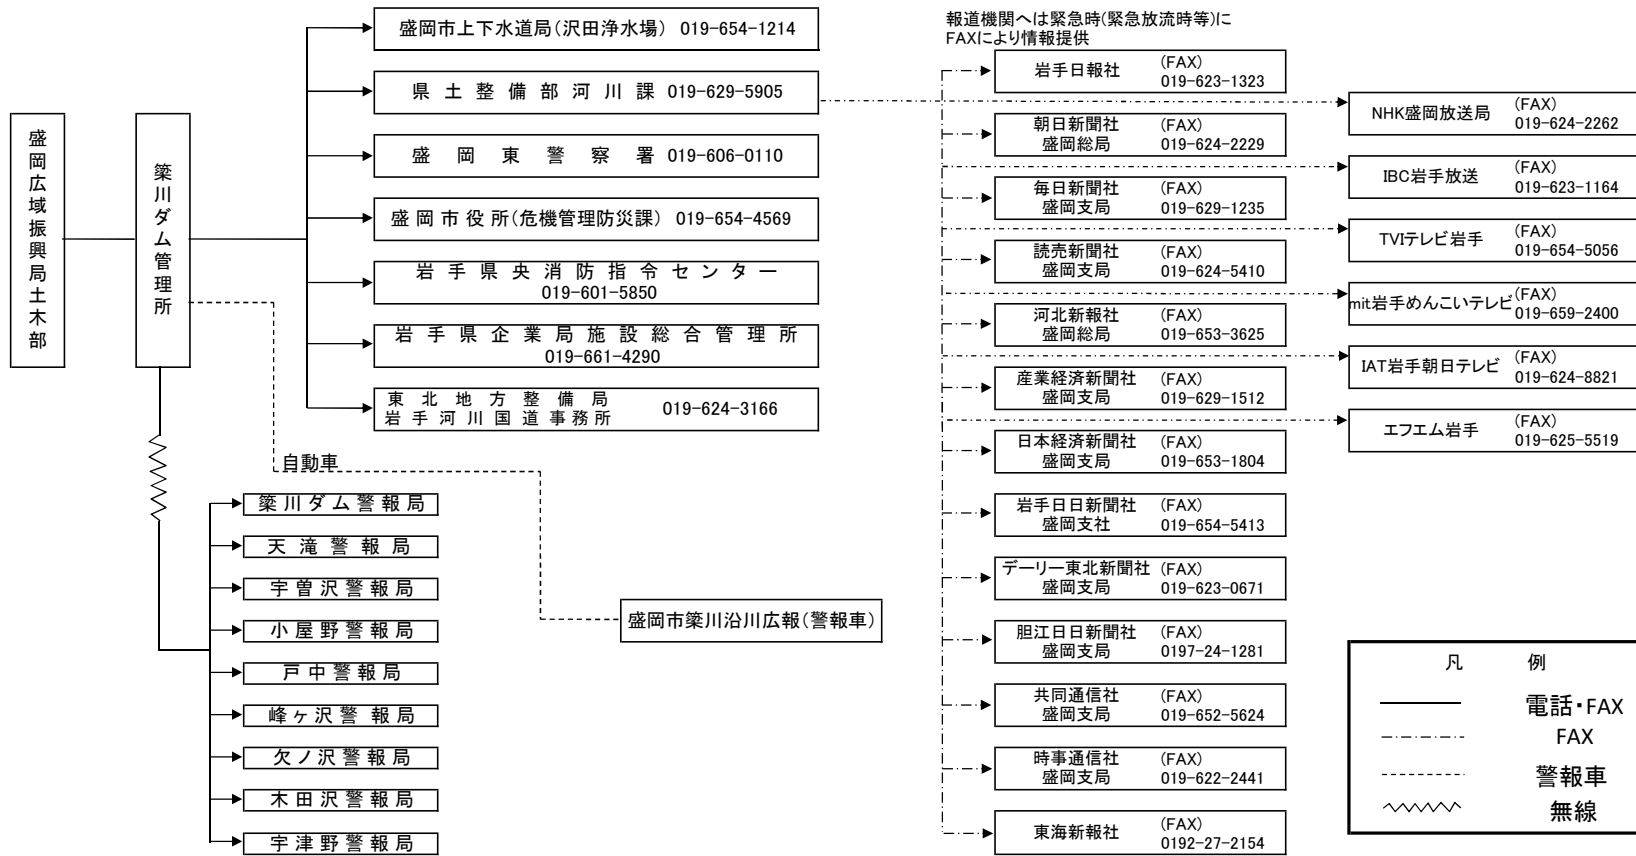 盛岡広域振興局土木部
簗川ダム管理所
盛岡市上下水道局(沢田浄水場) 019-654-1214
県土整備部河川課 019-629-5905
盛岡東警察署 019-606-0110
盛岡市役所(危機管理防災課) 019-654-4569
岩手県央消防指令センター
019-601-5850
岩手県企業局施設総合管理所
019-661-4290
東北地方整備局
岩手河川国道事務所 019-624-3166
自動車
簗川ダム警報局
天滝警報局
宇曽沢警報局
小屋野警報局
戸中警報局
峰ヶ沢警報局
欠ノ沢警報局
木田沢警報局
宇津野警報局
盛岡市簗川沿川広報(警報車)
報道機関へは緊急時(緊急放流時等)に
FAXにより情報提供
岩手日報社 (FAX)
019-623-1323
朝日新聞社 (FAX)
盛岡総局 019-624-2229
毎日新聞社 (FAX)
盛岡支局 019-629-1235
読売新聞社 (FAX)
盛岡支局 019-624-5410
河北新報社 (FAX)
盛岡総局 019-653-3625
産業経済新聞社 (FAX)
盛岡支局 019-629-1512
日本経済新聞社 (FAX)
盛岡支局 019-653-1804
岩手日日新聞社 (FAX)
盛岡支社 019-654-5413
デーリー東北新聞社 (FAX)
盛岡支局 019-623-0671
胆江日日新聞社 (FAX)
盛岡支局 0197-24-1281
共同通信社 (FAX)
盛岡支局 019-652-5624
時事通信社 (FAX)
盛岡支局 019-622-2441
東海新報社 (FAX)
0192-27-2154
NHK盛岡放送局 (FAX)
019-624-2262
IBC岩手放送 (FAX)
019-623-1164
TVIテレビ岩手 (FAX)
019-654-5056
mit岩手めんこいテレビ (FAX)
019-659-2400
IAT岩手朝日テレビ (FAX)
019-624-8821
エフエム岩手 (FAX)
019-625-5519
凡 例
電話・FAX
FAX
警報車
無線